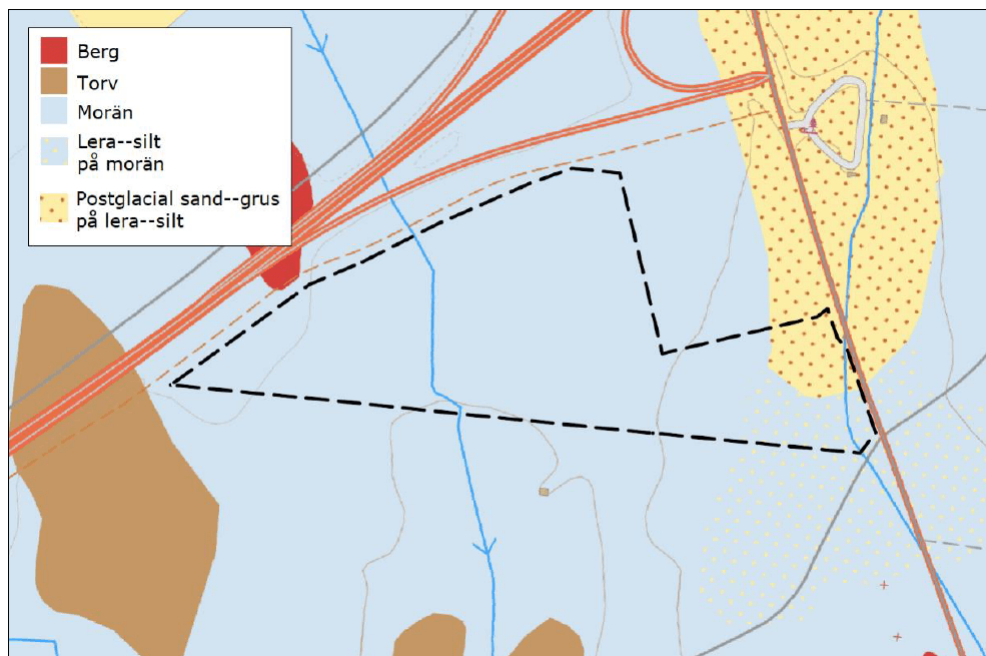 Berg
Torv
Morän
Lera--silt
på morän
Postglacial sand--grus
på lera--silt